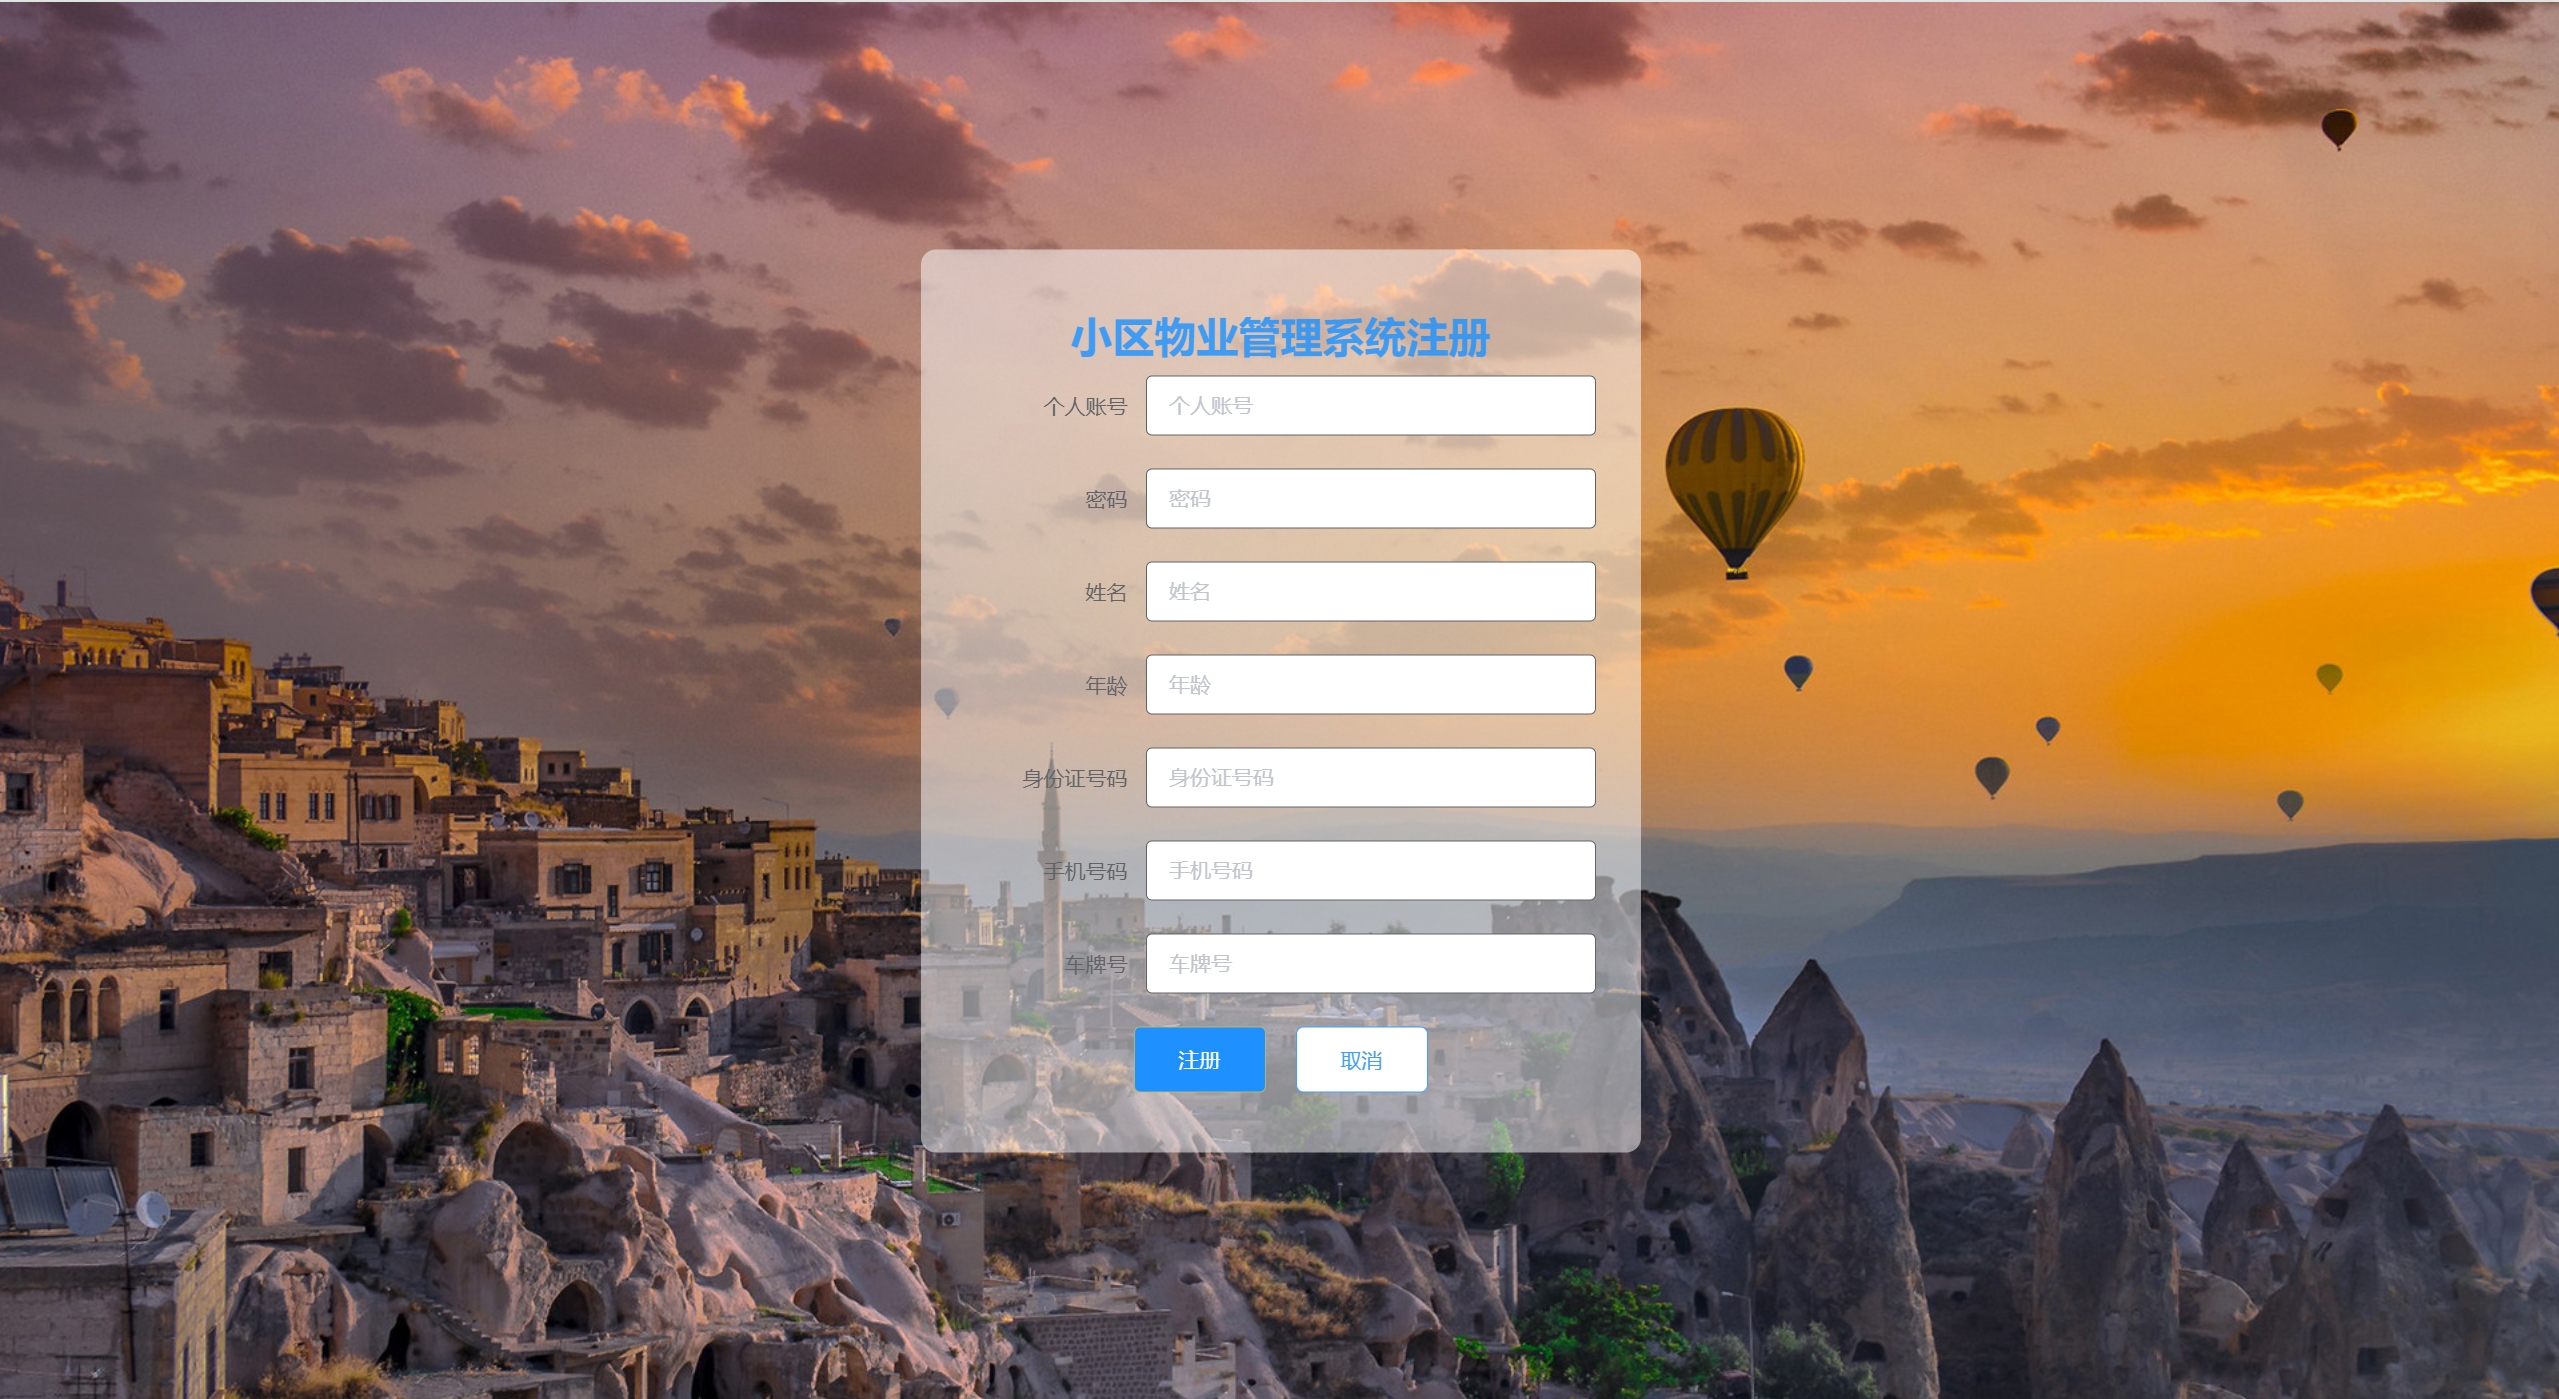 小区物业管理系统注册
个人账号 个人账号
密码 密码
姓名 姓名
年龄 年龄
身份证号码 身份证号码
手机号码 手机号码
车牌号 车牌号
注册 取消